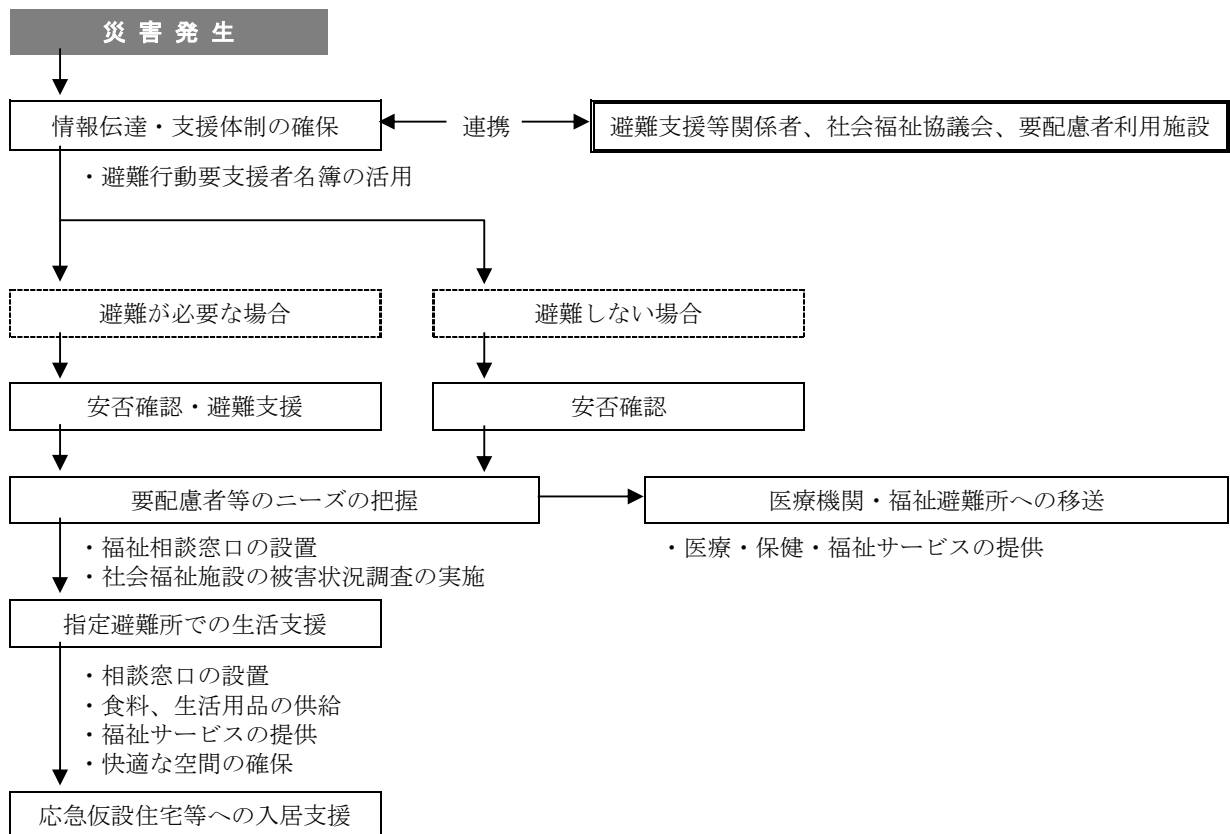 災害発生
情報伝達・支援体制の確保
連携
避難支援等関係者、社会福祉協議会、要配慮者利用施設
・避難行動要支援者名簿の活用
避難が必要な場合
避難しない場合
安否確認・避難支援
安否確認
要配慮者等のニーズの把握
医療機関・福祉避難所への移送
・福祉相談窓口の設置
・社会福祉施設の被害状況調査の実施
・医療・保健・福祉サービスの提供
指定避難所での生活支援
・相談窓口の設置
・食料、生活用品の供給
・福祉サービスの提供
・快適な空間の確保
応急仮設住宅等への入居支援